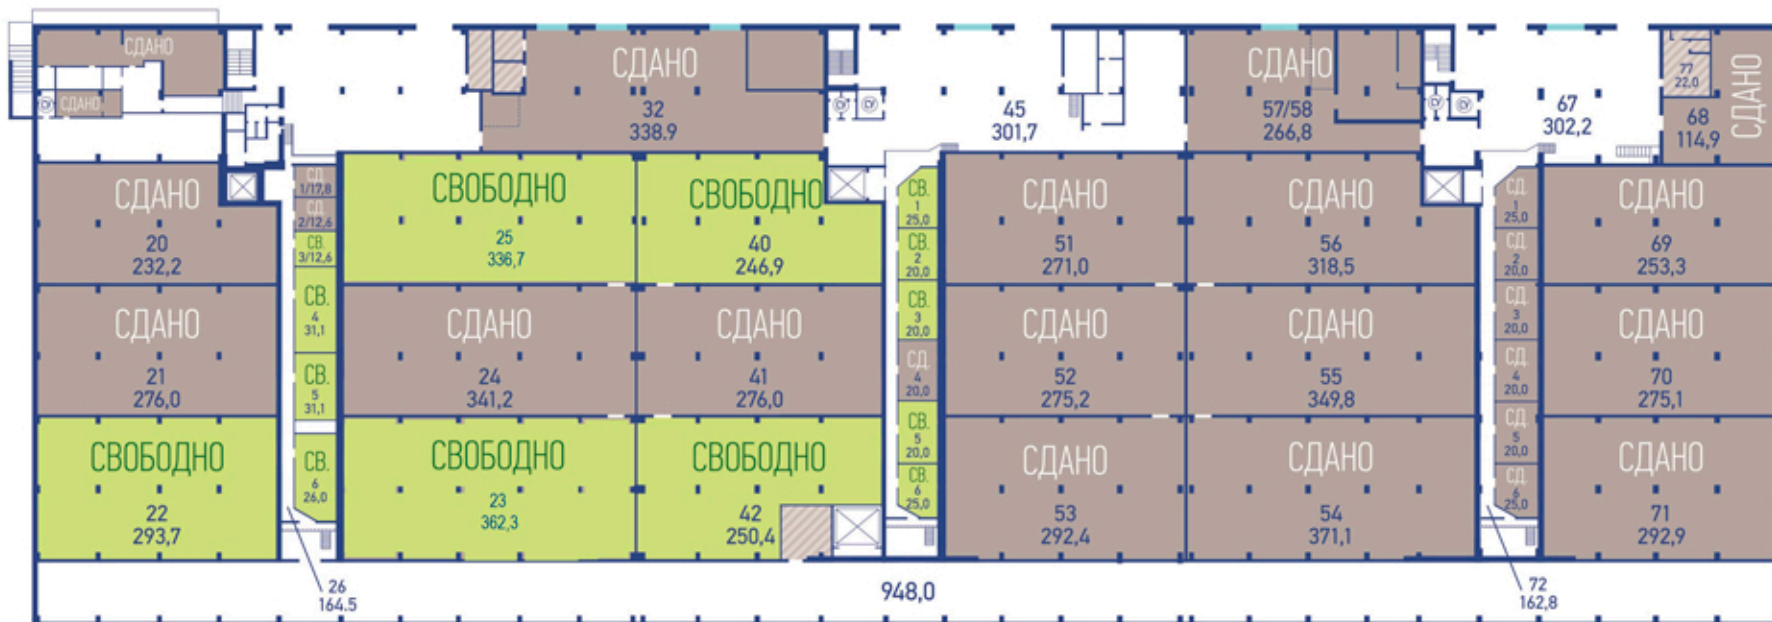 СДАНО
СДАНО
СДАНО
32
338.9
45
301,7
СДАНО
57/58
266,8
67
302,2
77
22.0
68
114,9
СДАНО
СДАНО
20
232,2
СД.
1/17,8
СД.
2/12,6
СВ.
3/12,6
СВОБОДНО
25
336,7
СВОБОДНО
40
246,9
СВ.
1
25,0
СВ.
2
20,0
СДАНО
51
271,0
СДАНО
56
318,5
СД.
1
25,0
СД.
2
20,0
СДАНО
69
253,3
СДАНО
21
276,0
СВ.
4
31,1
СВ.
5
31,1
СДАНО
24
341,2
СДАНО
41
276,0
СВ.
3
20,0
СД.
4
20,0
СДАНО
52
275,2
СДАНО
55
349,8
СД.
3
20,0
СД.
4
20,0
СДАНО
70
275,1
СВОБОДНО
22
293,7
СВ.
6
26,0
СВОБОДНО
23
362,3
СВОБОДНО
42
250,4
СВ.
5
20,0
СВ.
6
25,0
СДАНО
53
292,4
СДАНО
54
371,1
СД.
5
20,0
СД.
6
25,0
СДАНО
71
292,9
26
164.5
948,0
72
162,8